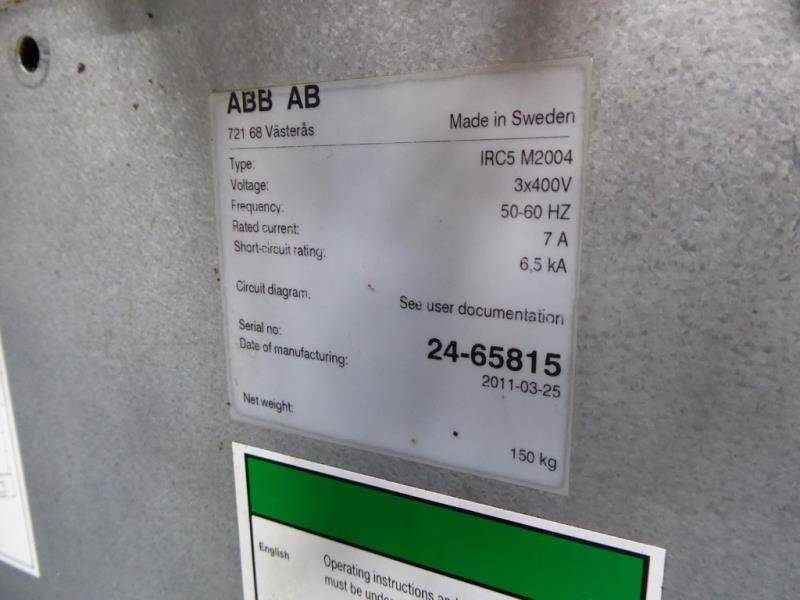 ABB AB
721 68 Västerås Made in Sweden
Type: IRC5 M2004
Voltage: 3x400V
Frequency: 50-60 HZ
Rated current: 7 A
Short-circuit rating: 6,5 kA
Circuit diagram: See user documentation
Serial no: 24-65815
Date of manufacturing: 2011-03-25
Net weight: 150 kg
English
Operating instructions
must be